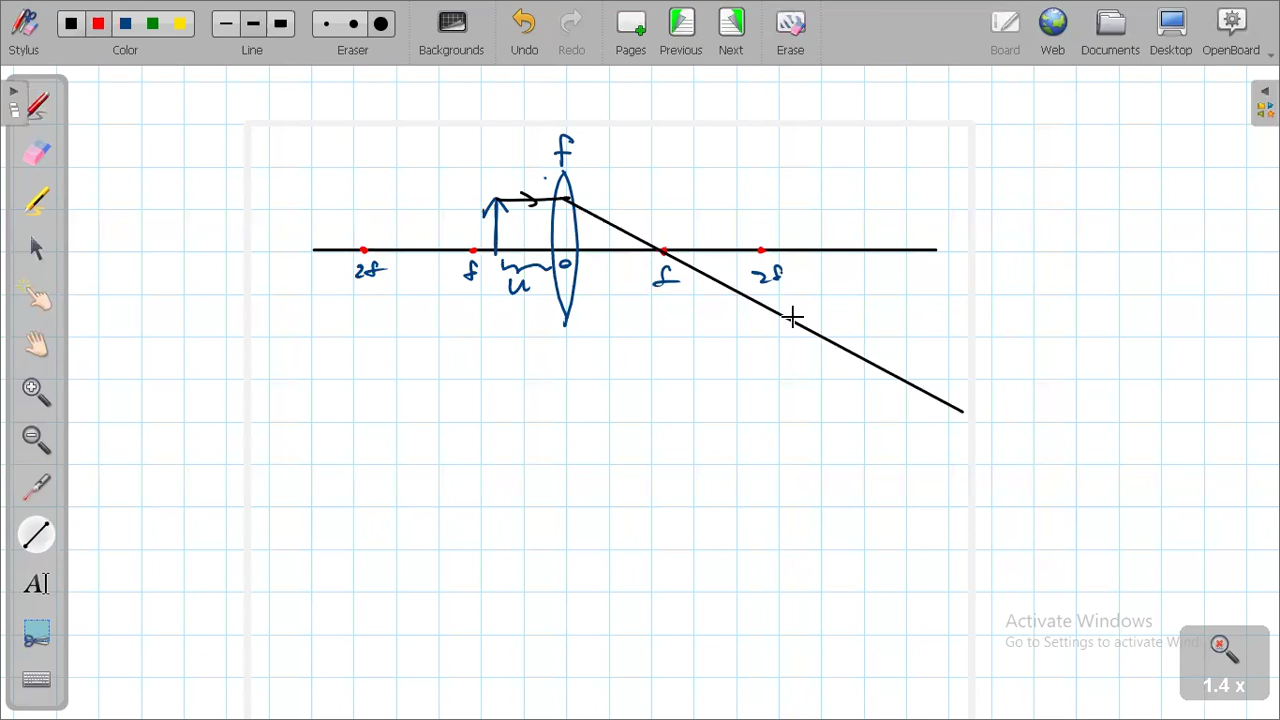 Stylus Color Line Eraser Backgrounds Undo Redo Pages Previous Next Erase Board Web Documents Desktop OpenBoard
f
2f f u o f 2f
A
Activate Windows
Go to Settings to activate Wind
1.4 x